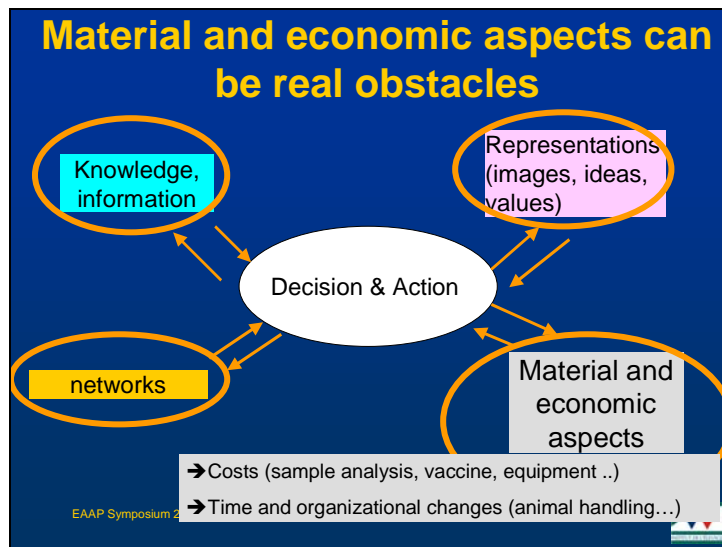 Material and economic aspects can
be real obstacles
Knowledge,
information
Representations
(images, ideas,
values)
Decision & Action
networks
Material and
economic
aspects
➔Costs (sample analysis, vaccine, equipment ..)
➔Time and organizational changes (animal handling…)
EAAP Symposium 2